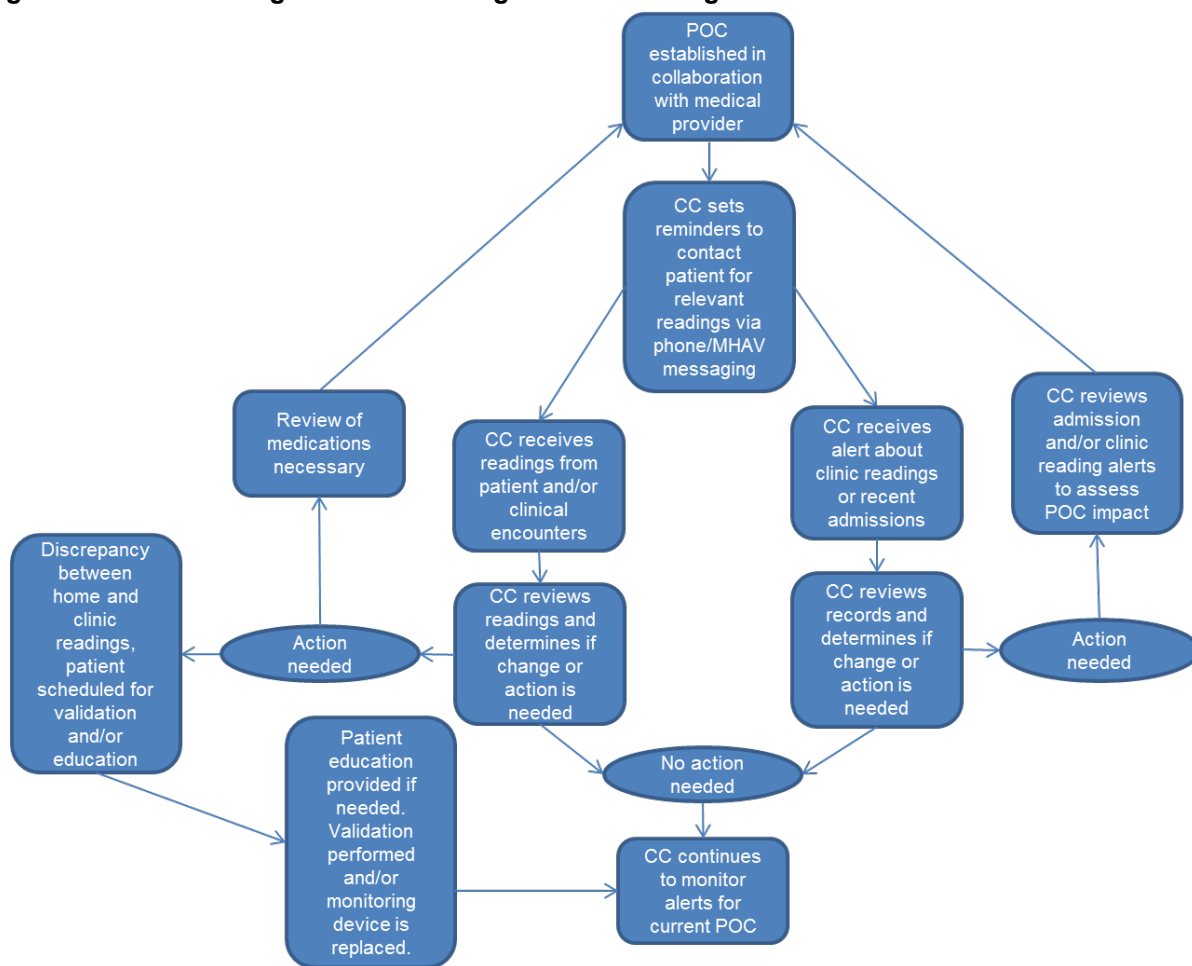 POC
established in
collaboration
with medical
provider
CC sets
reminders to
contact
patient for
relevant
readings via
phone/MHAV
messaging
Review of
medications
necessary
CC receives
readings from
patient and/or
clinical
encounters
CC receives
alert about
clinic readings
or recent
admissions
CC reviews
admission
and/or clinic
reading alerts
to assess
POC impact
Discrepancy
between
home and
clinic
readings,
patient
scheduled for
validation
and/or
education
Action
needed
CC reviews
readings and
determines if
change or
action is
needed
CC reviews
records and
determines if
change or
action is
needed
Action
needed
Patient
education
provided if
needed.
Validation
performed
and/or
monitoring
device is
replaced.
No action
needed
CC continues
to monitor
alerts for
current POC